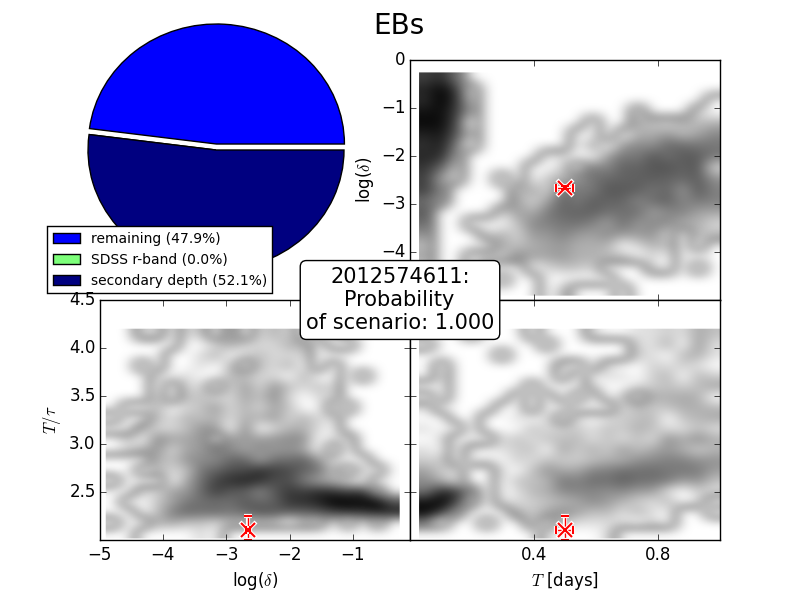 EBs
0
−1
−2
−3
−4
log(δ)
remaining (47.9%)
SDSS r-band (0.0%)
secondary depth (52.1%)
2012574611:
Probability
of scenario: 1.000
4.5
4.0
3.5
3.0
2.5
T/τ
−5 −4 −3 −2 −1
0.4 0.8
log(δ)
T [days]